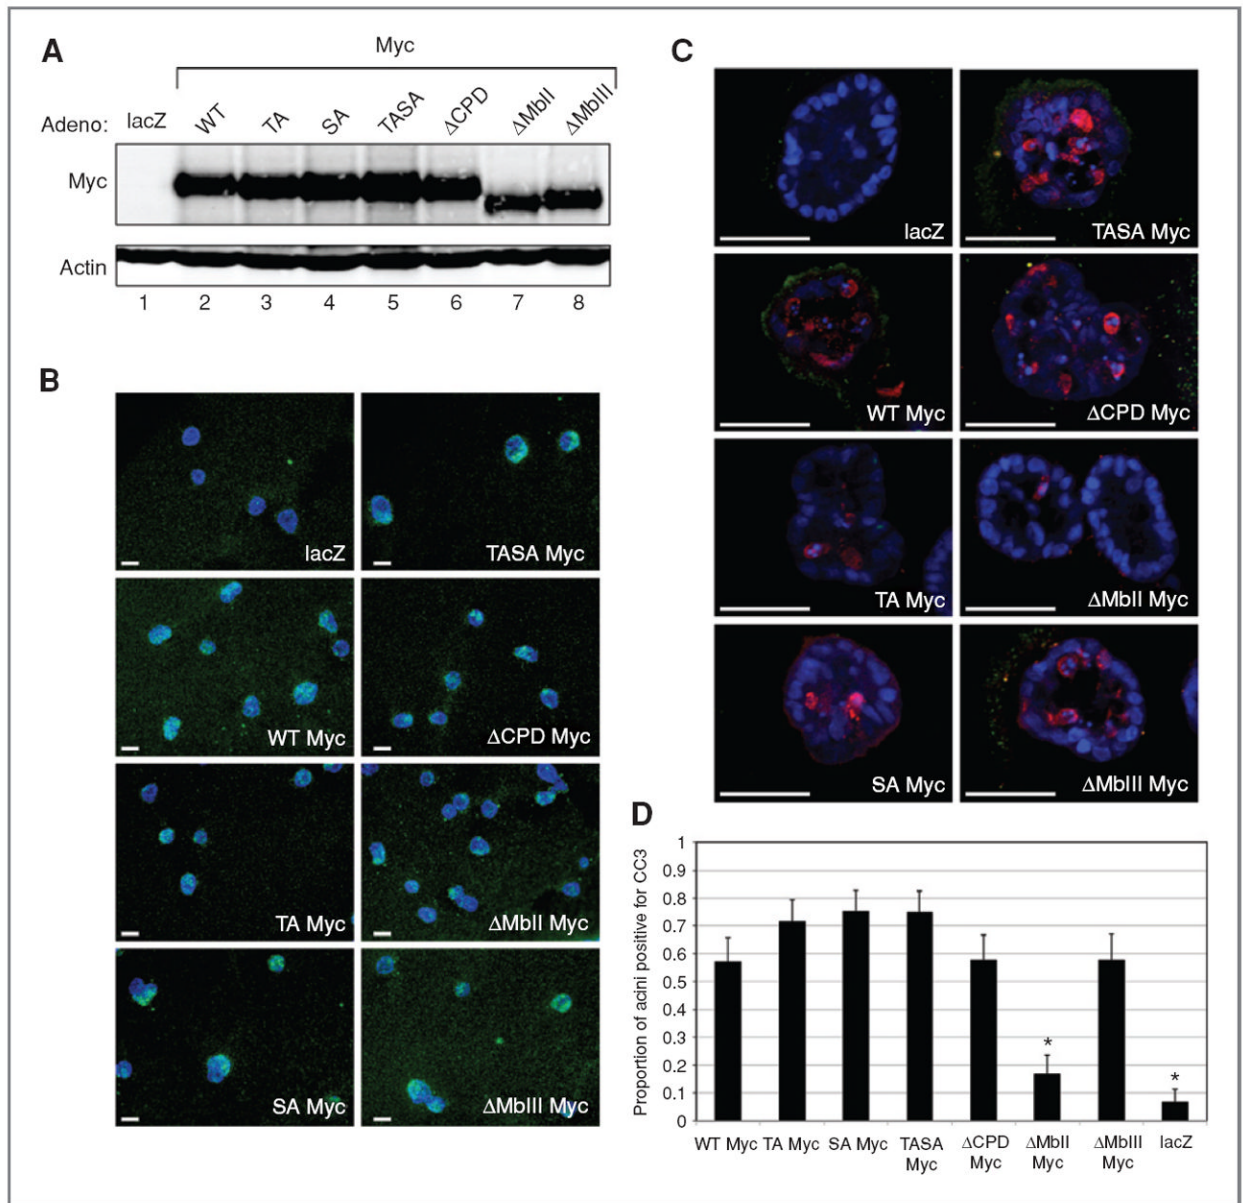 A
Myc
Adeno: lacZ WT TA SA TASA ΔCPD ΔMbII ΔMbIII
Myc
Actin
1 2 3 4 5 6 7 8
B
lacZ
TASA Myc
WT Myc
ΔCPD Myc
TA Myc
ΔMbII Myc
SA Myc
ΔMbIII Myc
C
lacZ
TASA Myc
WT Myc
ΔCPD Myc
TA Myc
ΔMbII Myc
SA Myc
ΔMbIII Myc
D
Proportion of acini positive for CC3
1
0.9
0.8
0.7
0.6
0.5
0.4
0.3
0.2
0.1
0
*
*
WT Myc TA Myc SA Myc TASA ΔCPD ΔMbII ΔMbIII lacZ
Myc Myc Myc Myc